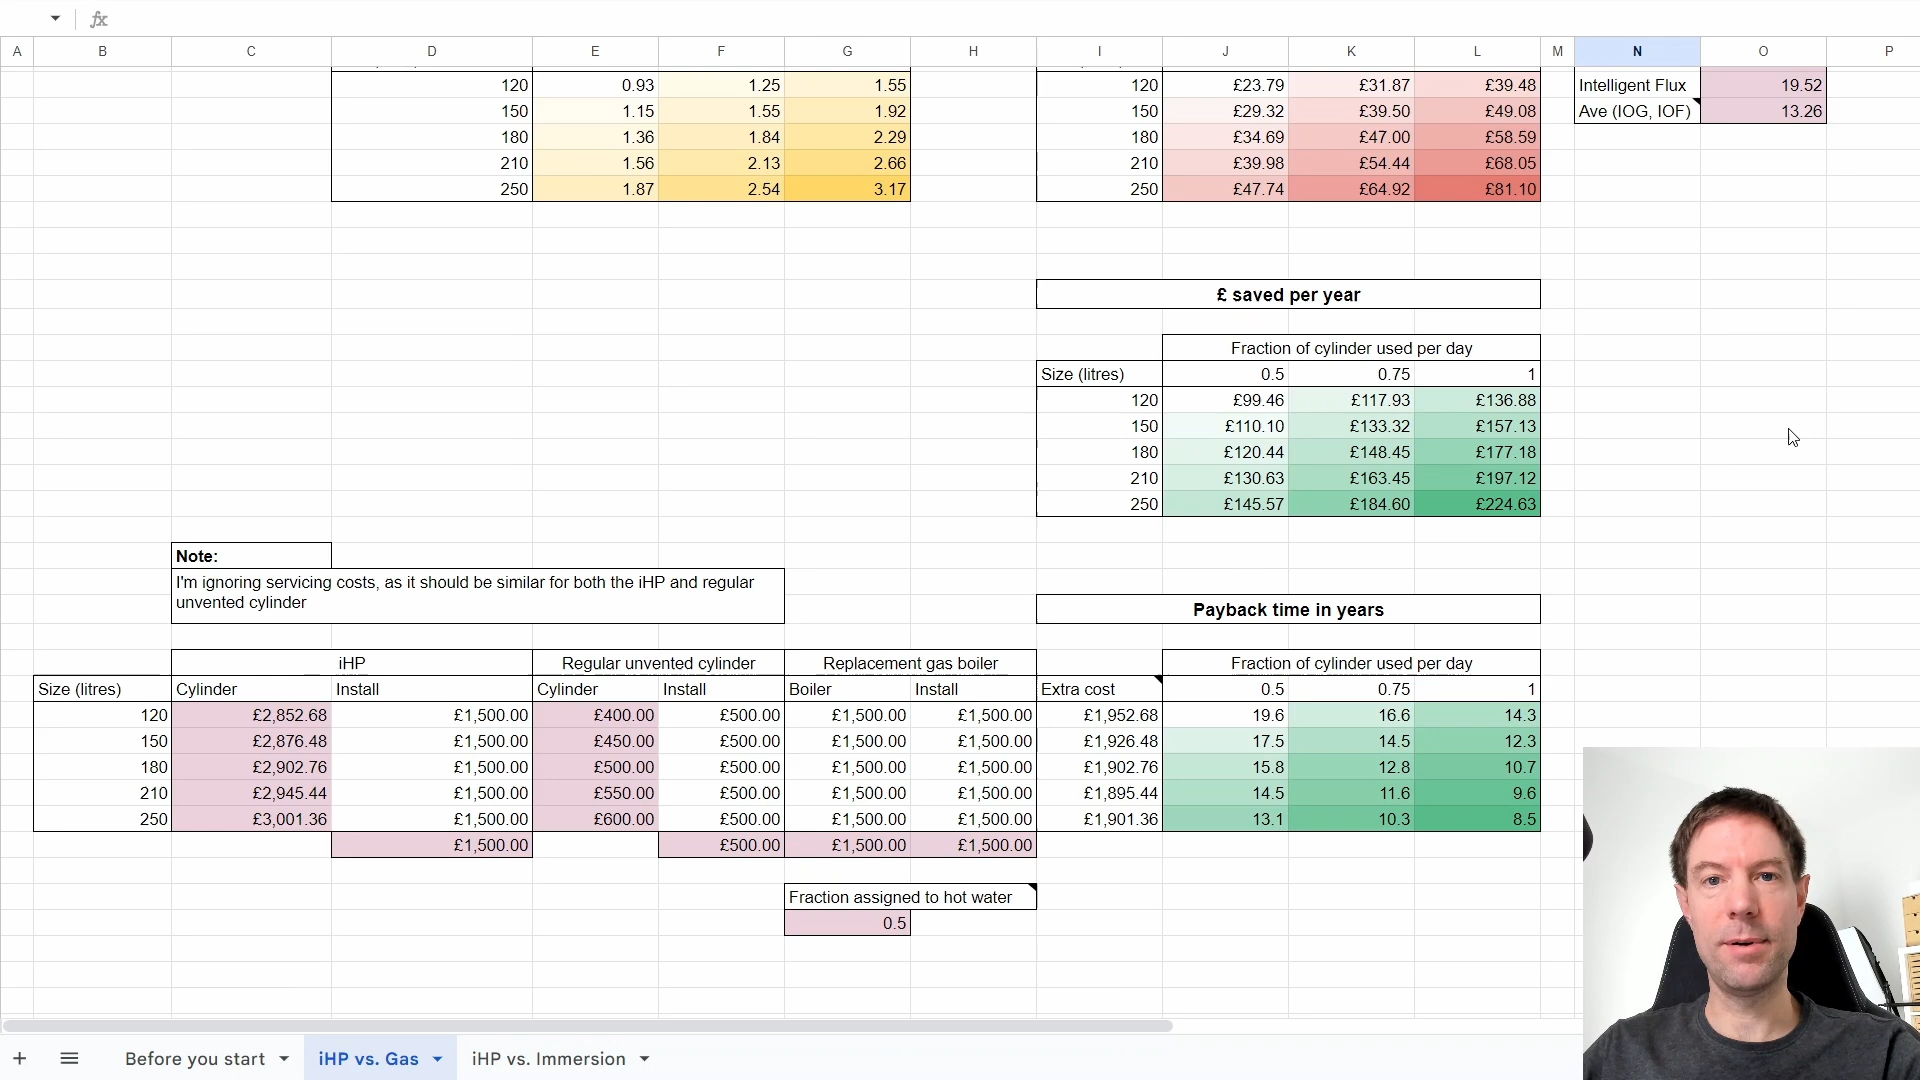 fx
A B C D E F G H I J K L M N O P
120 0.93 1.25 1.55 120 £23.79 £31.87 £39.48 Intelligent Flux 19.52
150 1.15 1.55 1.92 150 £29.32 £39.50 £49.08 Ave (IOG, IOF) 13.26
180 1.36 1.84 2.29 180 £34.69 £47.00 £58.59
210 1.56 2.13 2.66 210 £39.98 £54.44 £68.05
250 1.87 2.54 3.17 250 £47.74 £64.92 £81.10
£ saved per year
Fraction of cylinder used per day
Size (litres) 0.5 0.75 1
120 £99.46 £117.93 £136.88
150 £110.10 £133.32 £157.13
180 £120.44 £148.45 £177.18
210 £130.63 £163.45 £197.12
250 £145.57 £184.60 £224.63
Note:
I'm ignoring servicing costs, as it should be similar for both the iHP and regular
unvented cylinder
Payback time in years
iHP Regular unvented cylinder Replacement gas boiler Fraction of cylinder used per day
Size (litres) Cylinder Install Cylinder Install Boiler Install Extra cost 0.5 0.75 1
120 £2,852.68 £1,500.00 £400.00 £500.00 £1,500.00 £1,500.00 £1,952.68 19.6 16.6 14.3
150 £2,876.48 £1,500.00 £450.00 £500.00 £1,500.00 £1,500.00 £1,926.48 17.5 14.5 12.3
180 £2,902.76 £1,500.00 £500.00 £500.00 £1,500.00 £1,500.00 £1,902.76 15.8 12.8 10.7
210 £2,945.44 £1,500.00 £550.00 £500.00 £1,500.00 £1,500.00 £1,895.44 14.5 11.6 9.6
250 £3,001.36 £1,500.00 £600.00 £500.00 £1,500.00 £1,500.00 £1,901.36 13.1 10.3 8.5
£1,500.00 £500.00 £1,500.00 £1,500.00
Fraction assigned to hot water
0.5
Before you start iHP vs. Gas iHP vs. Immersion